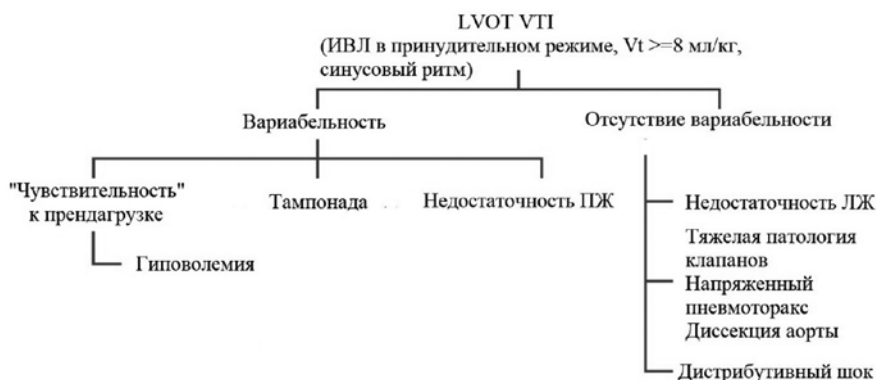 LVOT VTI
(ИВЛ в принудительном режиме, Vt >=8 мл/кг,
синусовый ритм)
Вариабельность
Отсутствие вариабельности
"Чувствительность"
к прендагрузке
Тампонада
Недостаточность ПЖ
Гиповолемия
Недостаточность ЛЖ
Тяжелая патология
клапанов
Напряженный
пневмоторакс
Диссекция аорты
Дистрибутивный шок